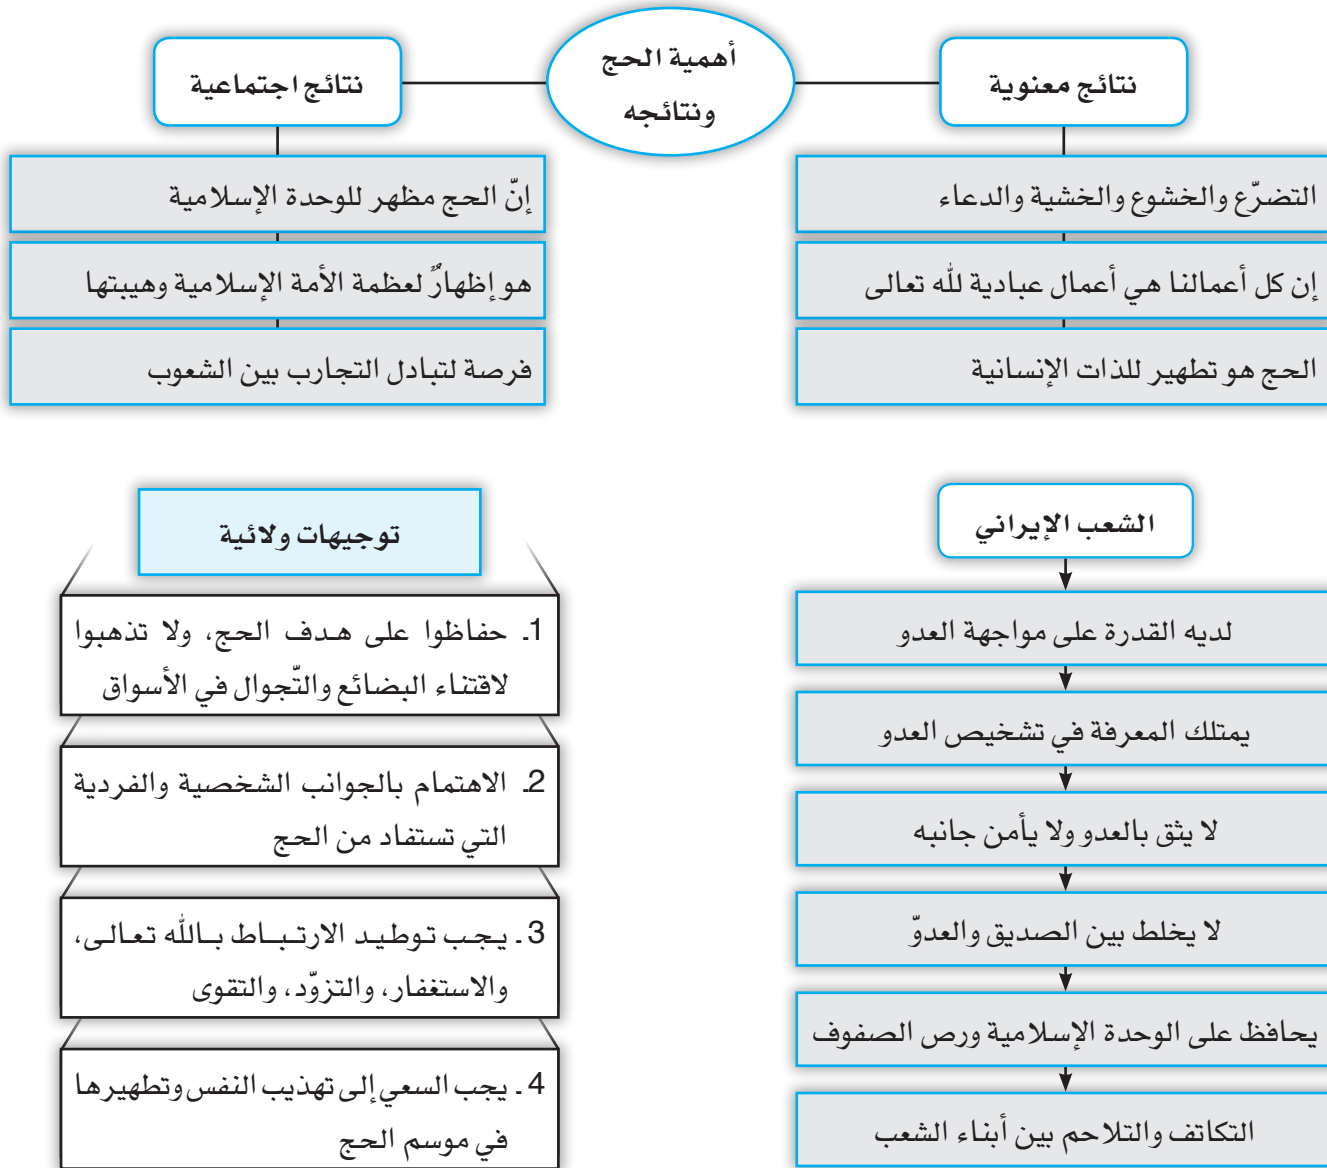 أهمية الحج
ونتائجه
نتائج معنوية
التضرّع والخشوع والخشية والدعاء
إن كل أعمالنا هي أعمال عبادية لله تعالى
الحج هو تطهير للذات الإنسانية
نتائج اجتماعية
إنّ الحج مظهر للوحدة الإسلامية
هو إظهارٌ لعظمة الأمة الإسلامية وهيبتها
فرصة لتبادل التجارب بين الشعوب
الشعب الإيراني
لديه القدرة على مواجهة العدو
يمتلك المعرفة في تشخيص العدو
لا يثق بالعدو ولا يأمن جانبه
لا يخلط بين الصديق والعدوّ
يحافظ على الوحدة الإسلامية ورص الصفوف
التكاتف والتلاحم بين أبناء الشعب
توجيهات ولائية
1. حفاظوا على هدف الحج، ولا تذهبوا
لاقتناء البضائع والتّجوال في الأسواق
2. الاهتمام بالجوانب الشخصية والفردية
التي تستفاد من الحج
3. يجب توطيد الارتباط بالله تعالى،
والاستغفار، والتزوّد، والتقوى
4. يجب السعي إلى تهذيب النفس وتطهيرها
في موسم الحج